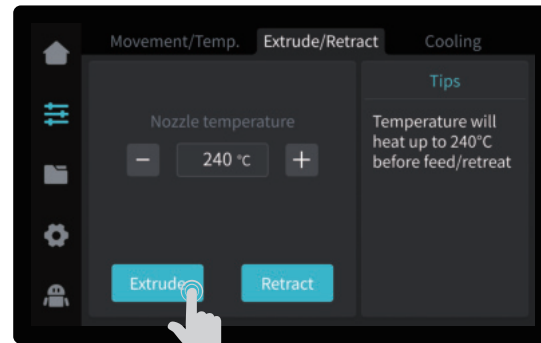 Movement/Temp. Extrude/Retract Cooling
Nozzle temperature
− 240 °C +
Extrude Retract
Tips
Temperature will
heat up to 240°C
before feed/retreat